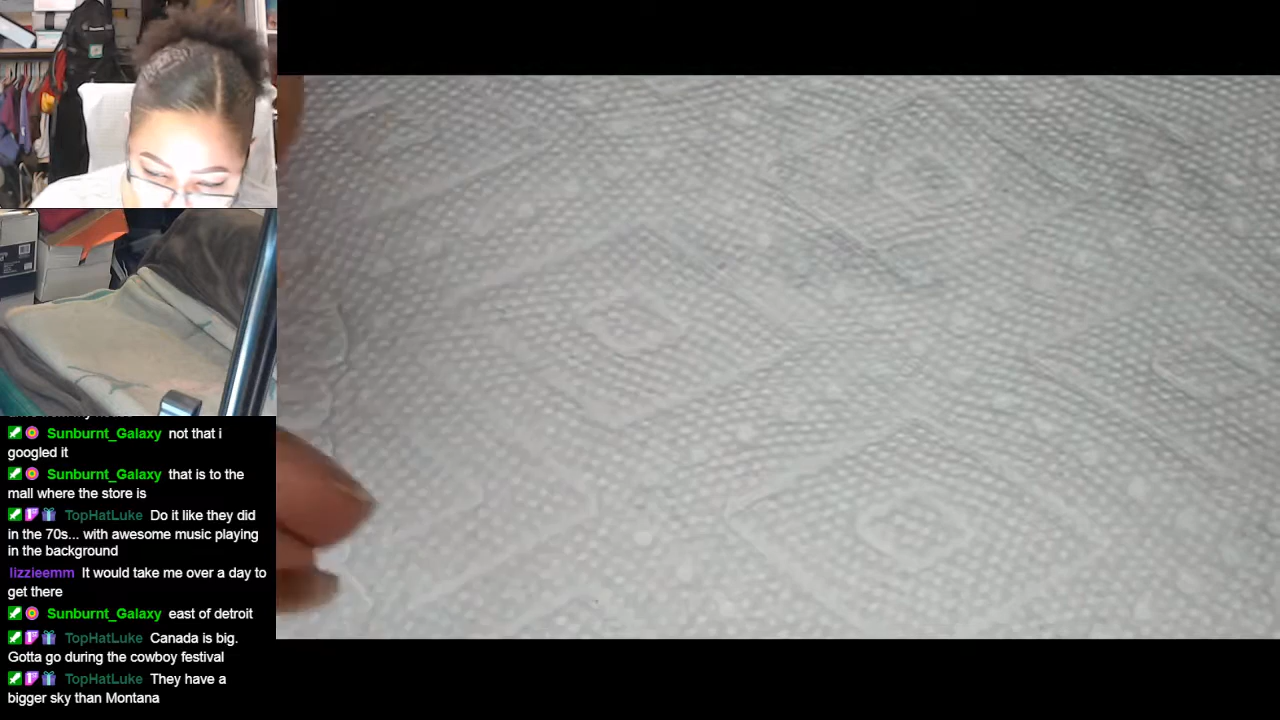 Sunburnt_Galaxy not that i
googled it
Sunburnt_Galaxy that is to the
mall where the store is
TopHatLuke Do it like they did
in the 70s... with awesome music playing
in the background
lizzieemm It would take me over a day to
get there
Sunburnt_Galaxy east of detroit
TopHatLuke Canada is big.
Gotta go during the cowboy festival
TopHatLuke They have a
bigger sky than Montana